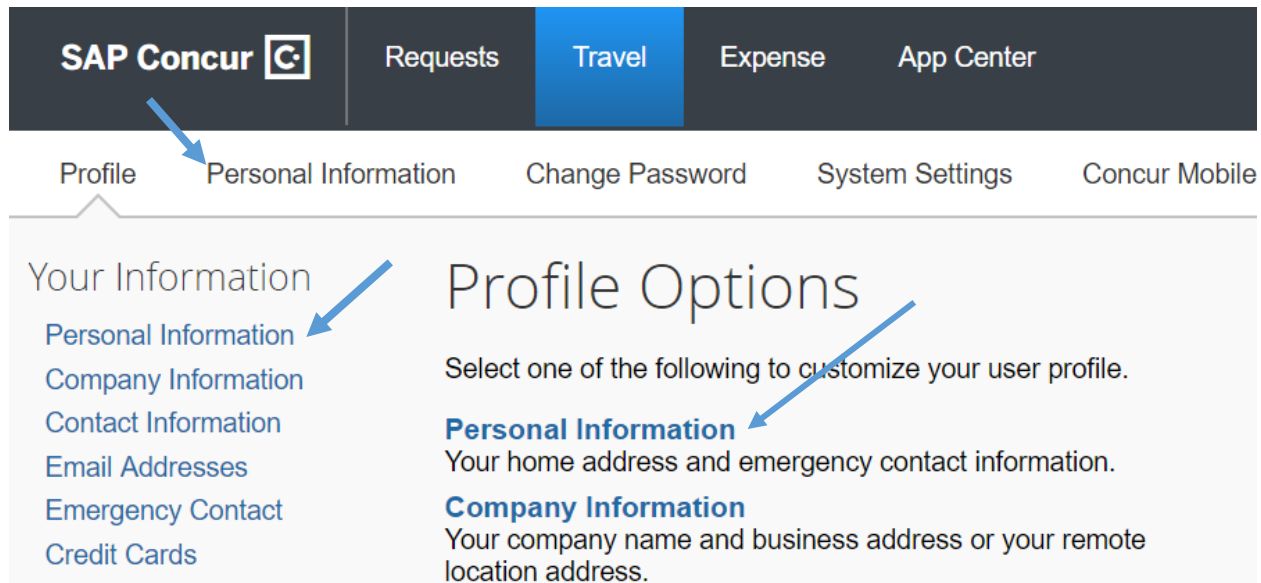 SAP Concur C. Requests Travel Expense App Center
Profile Personal Information Change Password System Settings Concur Mobile
Your Information
Personal Information
Company Information
Contact Information
Email Addresses
Emergency Contact
Credit Cards
Profile Options
Select one of the following to customize your user profile.
Personal Information
Your home address and emergency contact information.
Company Information
Your company name and business address or your remote
location address.